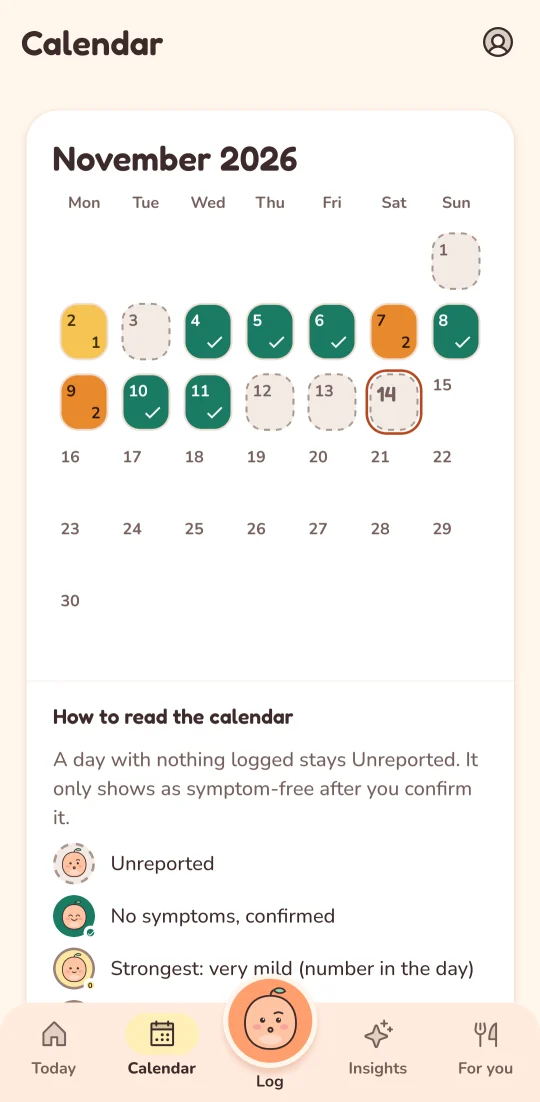 Calendar
November 2026
Mon Tue Wed Thu Fri Sat Sun
1
2 1 3 4 5 6 7 2 8
9 2 10 11 12 13 14 15
16 17 18 19 20 21 22
23 24 25 26 27 28 29
30
How to read the calendar
A day with nothing logged stays Unreported. It
only shows as symptom-free after you confirm
it.
Unreported
No symptoms, confirmed
0 Strongest: very mild (number in the day)
Today Calendar Log Insights For you